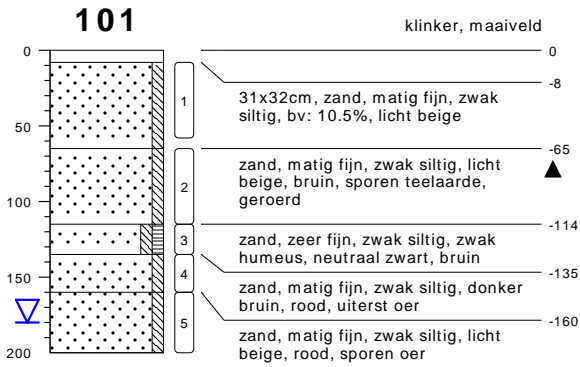 101
klinker, maaiveld
0
0
-8
1
31x32cm, zand, matig fijn, zwak
siltig, bv: 10.5%, licht beige
50
-65
2
zand, matig fijn, zwak siltig, licht
beige, bruin, sporen teelaarde,
geroerd
100
-114
3
zand, zeer fijn, zwak siltig, zwak
humeus, neutraal zwart, bruin
-135
150
4
zand, matig fijn, zwak siltig, donker
bruin, rood, uiterst oer
-160
5
zand, matig fijn, zwak siltig, licht
beige, rood, sporen oer
200